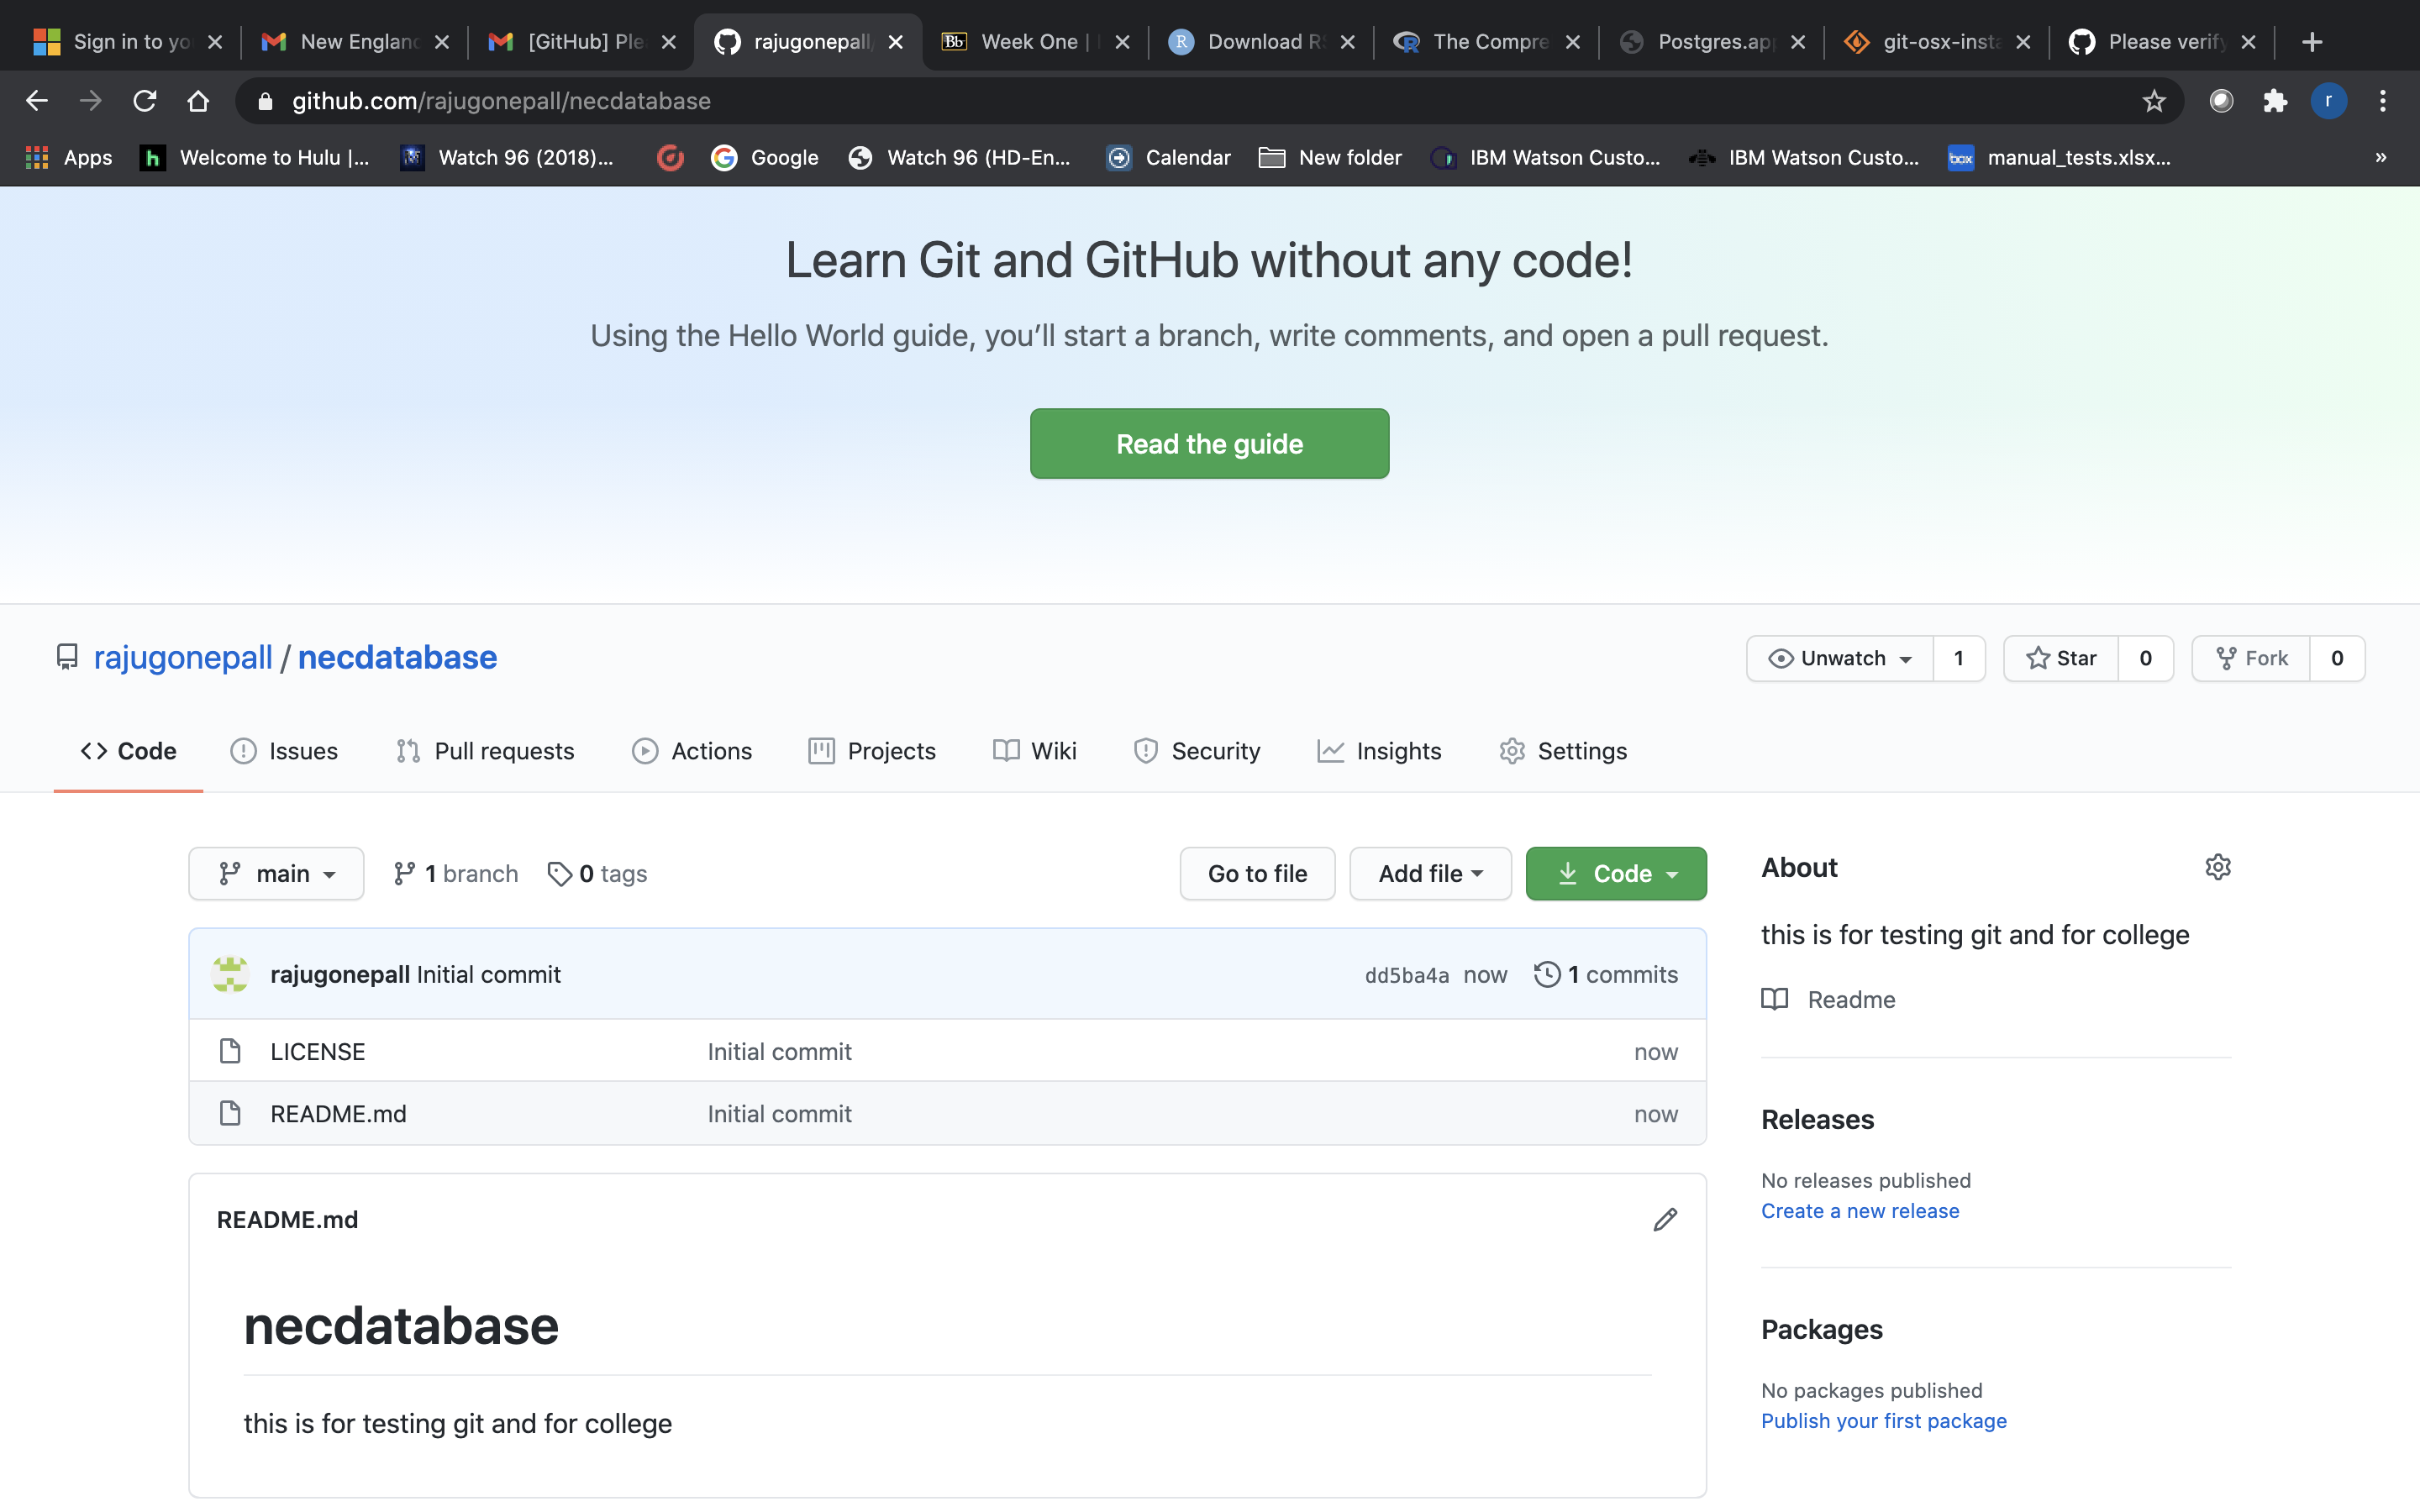 Sign in to yo
New England
[GitHub] Ple
rajugonepall/
Bb Week One |
R Download RS
The Compre
Postgres.app
git-osx-insta
Please verify
github.com/rajugonepall/necdatabase
r
Apps
h Welcome to Hulu |...
Watch 96 (2018)...
Google
Watch 96 (HD-En...
Calendar
New folder
IBM Watson Custo...
IBM Watson Custo...
box manual_tests.xlsx...
»
Learn Git and GitHub without any code!
Using the Hello World guide, you’ll start a branch, write comments, and open a pull request.
Read the guide
rajugonepall / necdatabase
Unwatch 1
Star 0
Fork 0
Code
Issues
Pull requests
Actions
Projects
Wiki
Security
Insights
Settings
main
1 branch
0 tags
Go to file
Add file
Code
rajugonepall Initial commit
dd5ba4a now
1 commits
LICENSE Initial commit now
README.md Initial commit now
README.md
necdatabase
this is for testing git and for college
About
this is for testing git and for college
Readme
Releases
No releases published
Create a new release
Packages
No packages published
Publish your first package